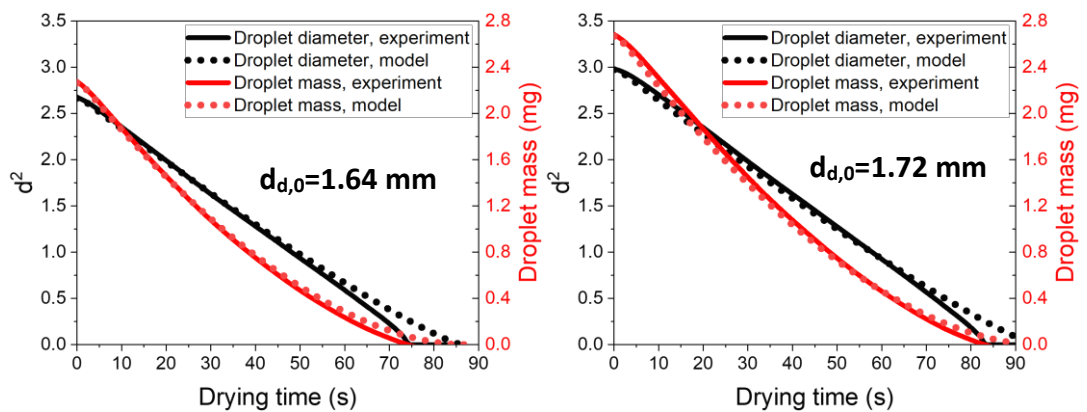 3.5
3.0
2.5
2.0
1.5
1.0
0.5
0.0
d²
Droplet diameter, experiment
Droplet diameter, model
Droplet mass, experiment
Droplet mass, model
d_d,0=1.64 mm
2.8
2.4
2.0
1.6
1.2
0.8
0.4
0.0
Droplet mass (mg)
0 10 20 30 40 50 60 70 80 90
Drying time (s)
3.5
3.0
2.5
2.0
1.5
1.0
0.5
0.0
d²
Droplet diameter, experiment
Droplet diameter, model
Droplet mass, experiment
Droplet mass, model
d_d,0=1.72 mm
2.8
2.4
2.0
1.6
1.2
0.8
0.4
0.0
Droplet mass (mg)
0 10 20 30 40 50 60 70 80 90
Drying time (s)